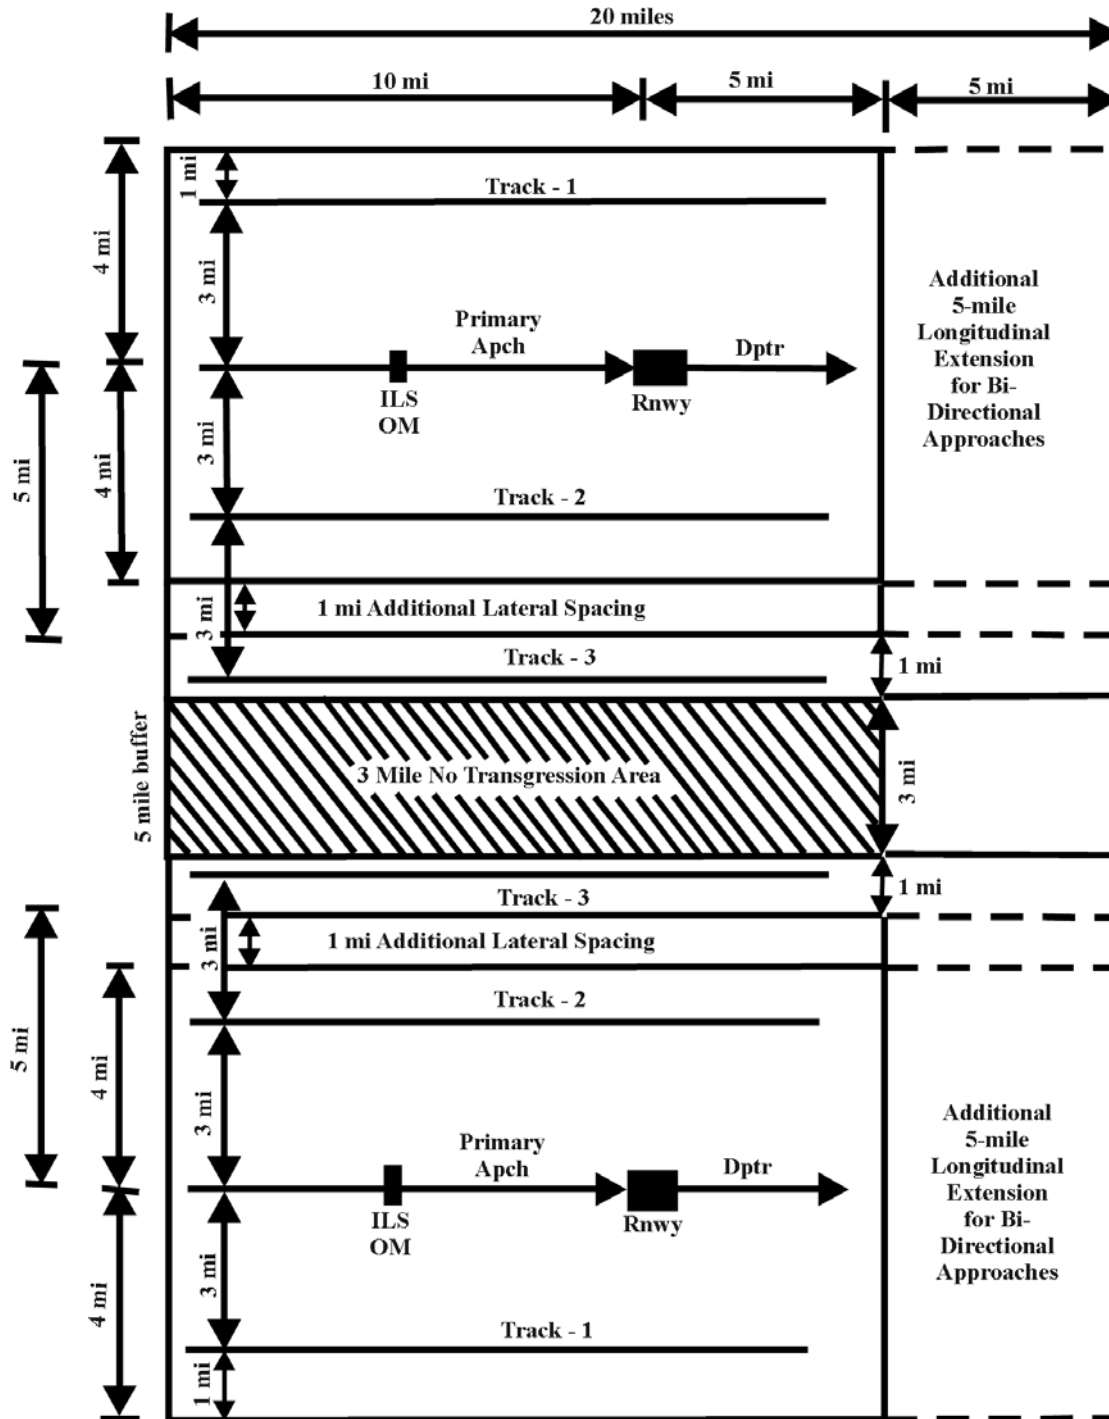 20 miles
10 mi
5 mi
5 mi
1 mi
Track - 1
4 mi
3 mi
Additional
5-mile
Longitudinal
Extension
for Bi-
Directional
Approaches
Primary
Apch
Dptr
ILS
OM
Rnwy
5 mi
4 mi
3 mi
Track - 2
1 mi Additional Lateral Spacing
3 mi
Track - 3
1 mi
5 mile buffer
3 Mile No Transgression Area
3 mi
1 mi
Track - 3
3 mi
1 mi Additional Lateral Spacing
Track - 2
5 mi
4 mi
3 mi
Primary
Apch
Dptr
ILS
OM
Rnwy
Additional
5-mile
Longitudinal
Extension
for Bi-
Directional
Approaches
4 mi
3 mi
Track - 1
1 mi